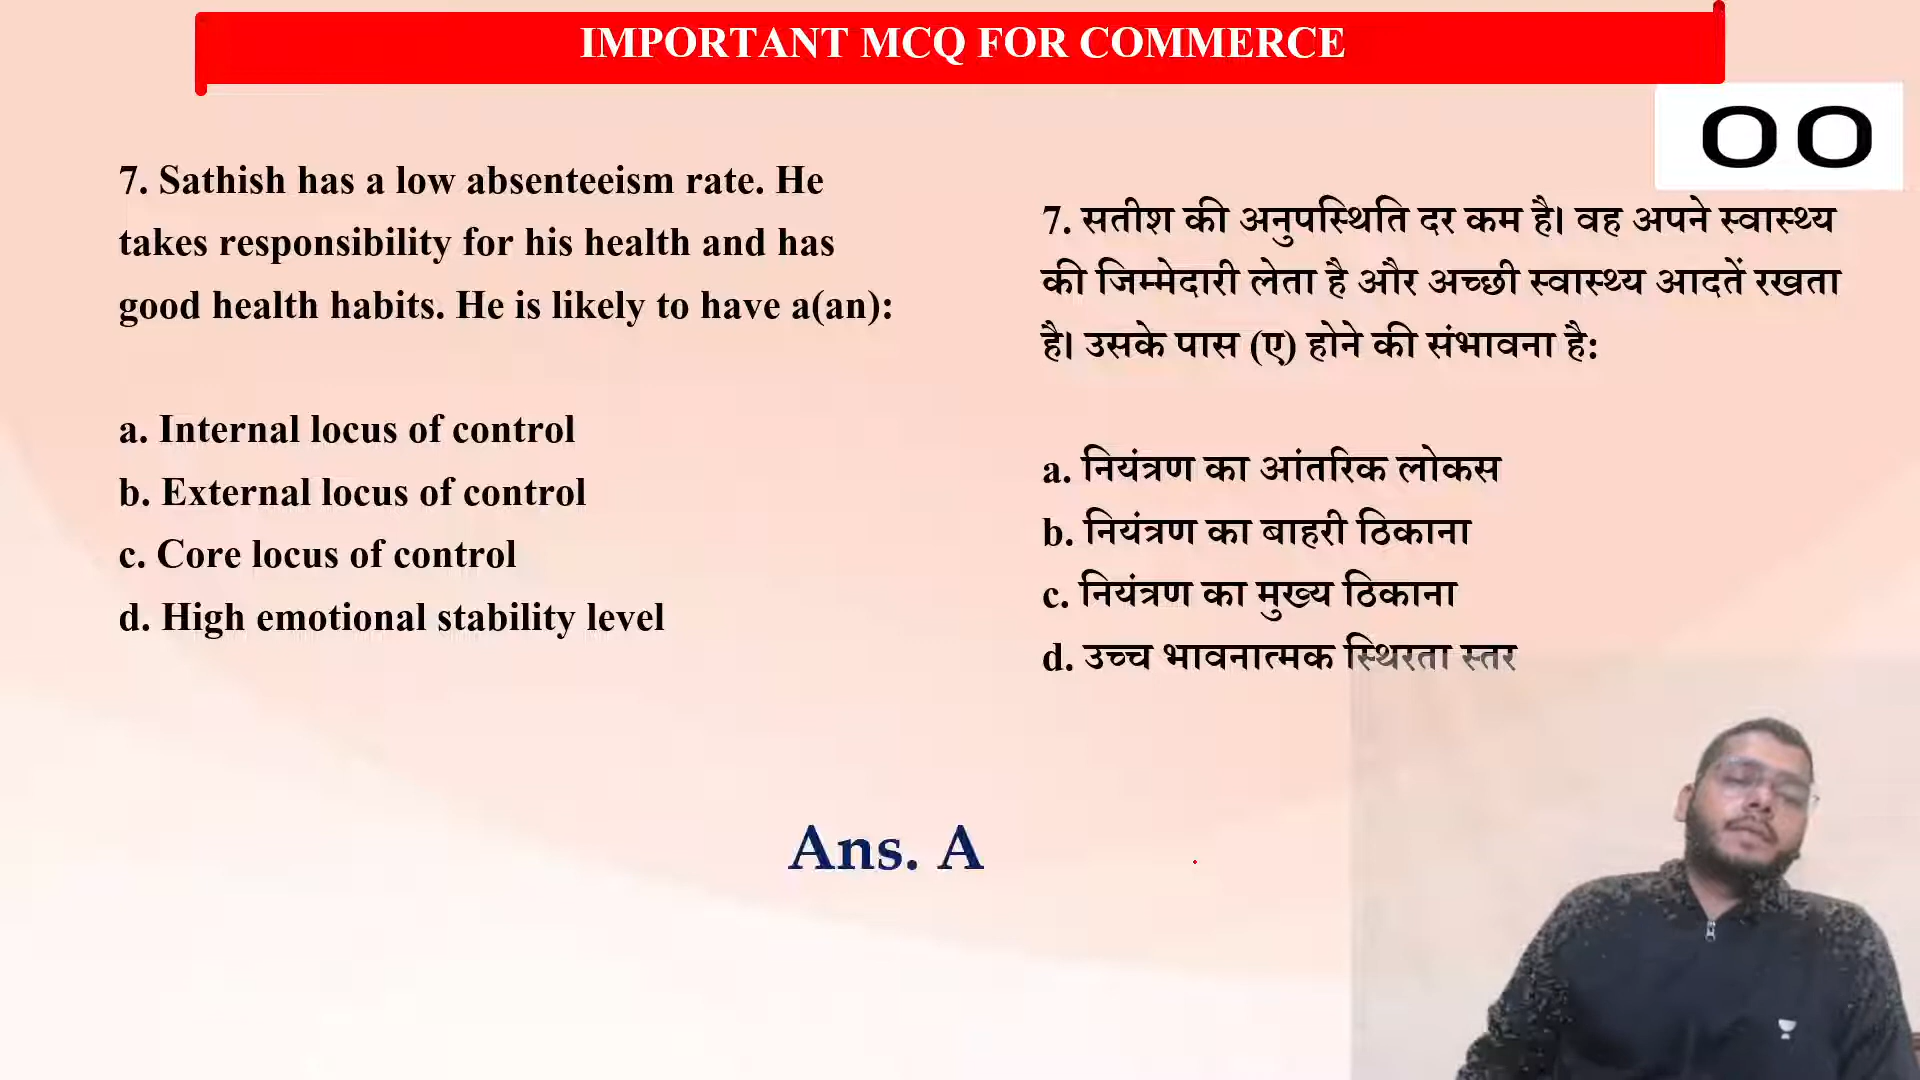 IMPORTANT MCQ FOR COMMERCE
00
7. Sathish has a low absenteeism rate. He
takes responsibility for his health and has
good health habits. He is likely to have a(an):
a. Internal locus of control
b. External locus of control
c. Core locus of control
d. High emotional stability level
7. सतीश की अनुपस्थिति दर कम है। वह अपने स्वास्थ्य
की जिम्मेदारी लेता है और अच्छी स्वास्थ्य आदतें रखता
है। उसके पास (ए) होने की संभावना है:
a. नियंत्रण का आंतरिक लोकस
b. नियंत्रण का बाहरी ठिकाना
c. नियंत्रण का मुख्य ठिकाना
d. उच्च भावनात्मक स्थिरता स्तर
Ans. A